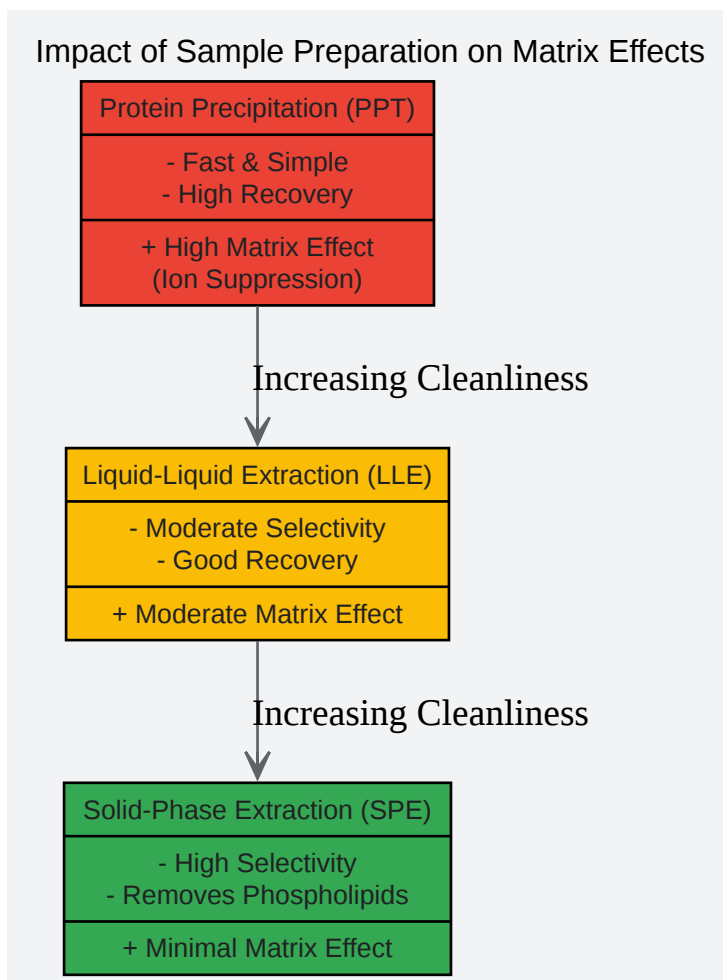 Impact of Sample Preparation on Matrix Effects
Protein Precipitation (PPT)
- Fast & Simple
- High Recovery
+ High Matrix Effect
(Ion Suppression)
Increasing Cleanliness
Liquid-Liquid Extraction (LLE)
- Moderate Selectivity
- Good Recovery
+ Moderate Matrix Effect
Increasing Cleanliness
Solid-Phase Extraction (SPE)
- High Selectivity
- Removes Phospholipids
+ Minimal Matrix Effect